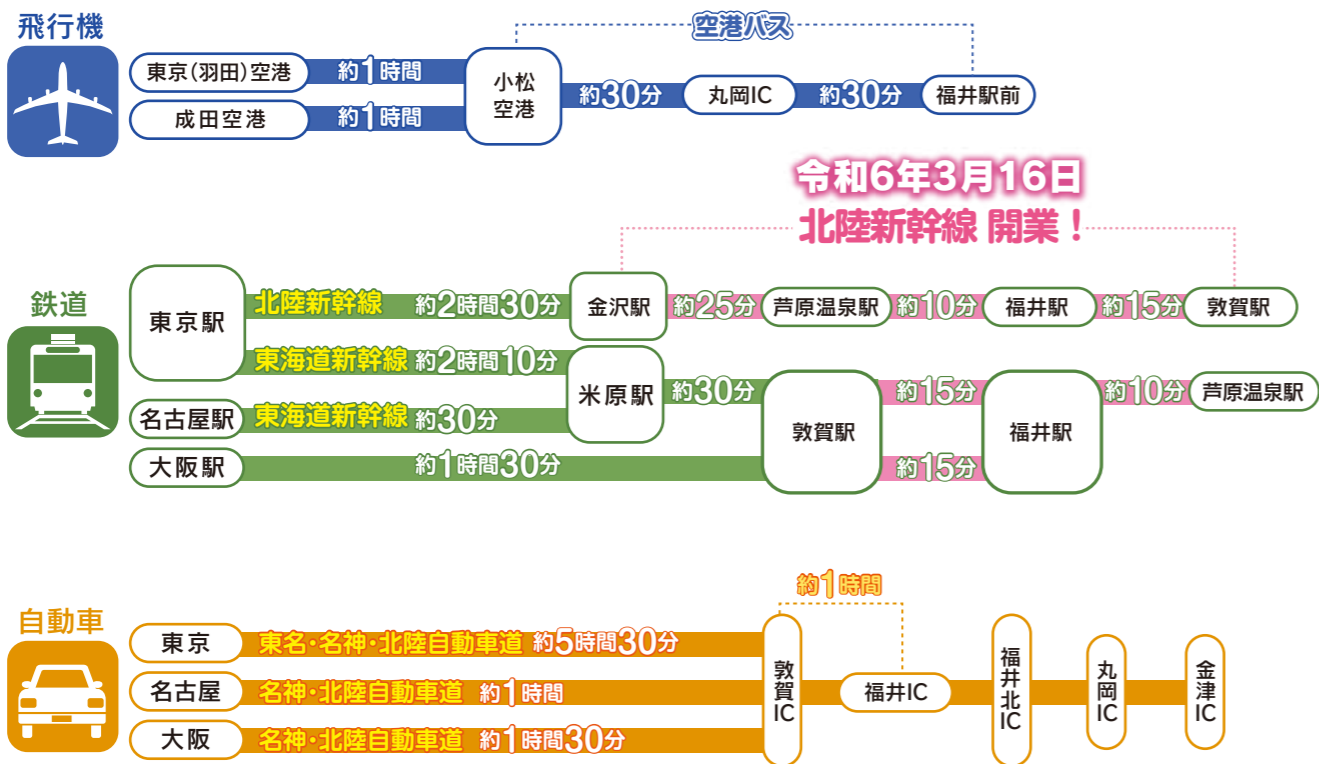 飛行機
空港バス
東京(羽田)空港 約1時間
成田空港 約1時間
小松
空港
約30分 丸岡IC 約30分 福井駅前
令和6年3月16日
北陸新幹線 開業!
鉄道
東京駅
北陸新幹線 約2時間30分 金沢駅 約25分 芦原温泉駅 約10分 福井駅 約15分 敦賀駅
東海道新幹線 約2時間10分
米原駅 約30分
名古屋駅 東海道新幹線 約30分
敦賀駅
約15分
福井駅
約10分 芦原温泉駅
大阪駅 約1時間30分
約15分
自動車
約1時間
東京 東名・名神・北陸自動車道 約5時間30分
名古屋 名神・北陸自動車道 約1時間
大阪 名神・北陸自動車道 約1時間30分
敦賀IC
福井IC
福井北IC
丸岡IC
金津IC